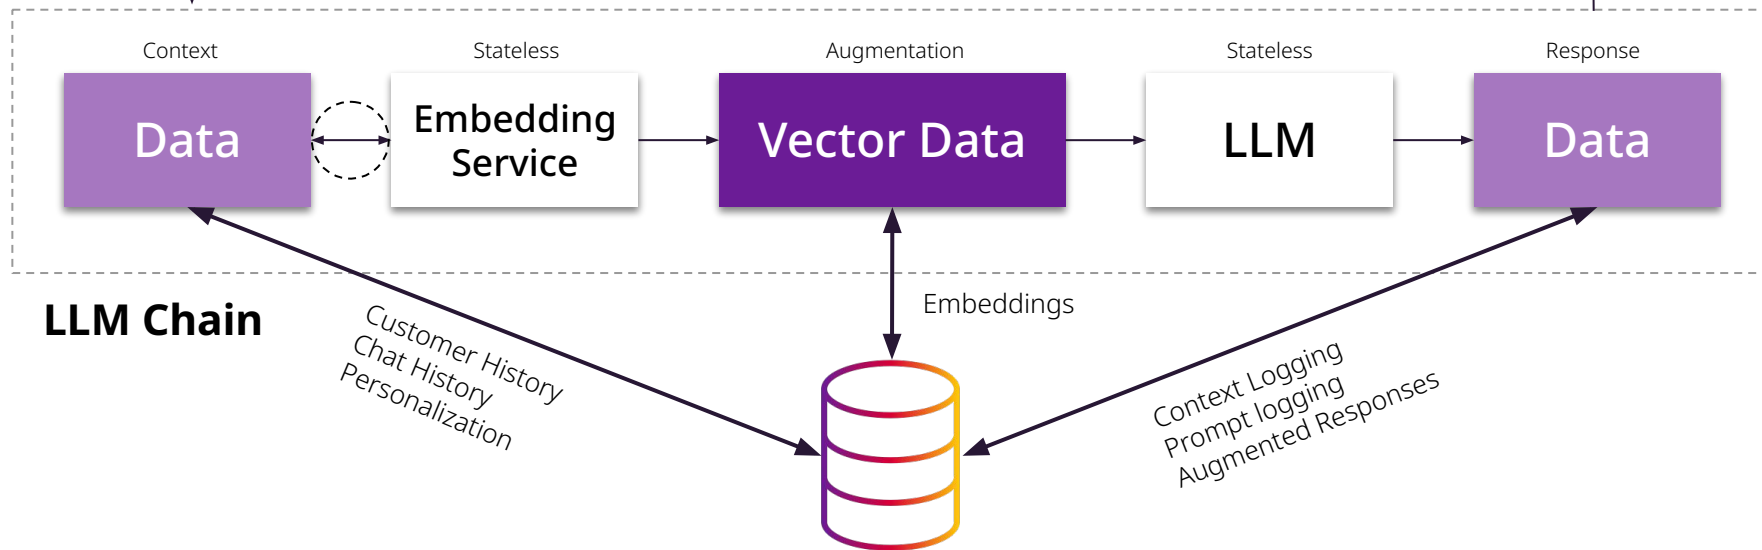 Context
Stateless
Augmentation
Stateless
Response
Data
Embedding
Service
Vector Data
LLM
Data
LLM Chain
Customer History
Chat History
Personalization
Embeddings
Context Logging
Prompt logging
Augmented Responses